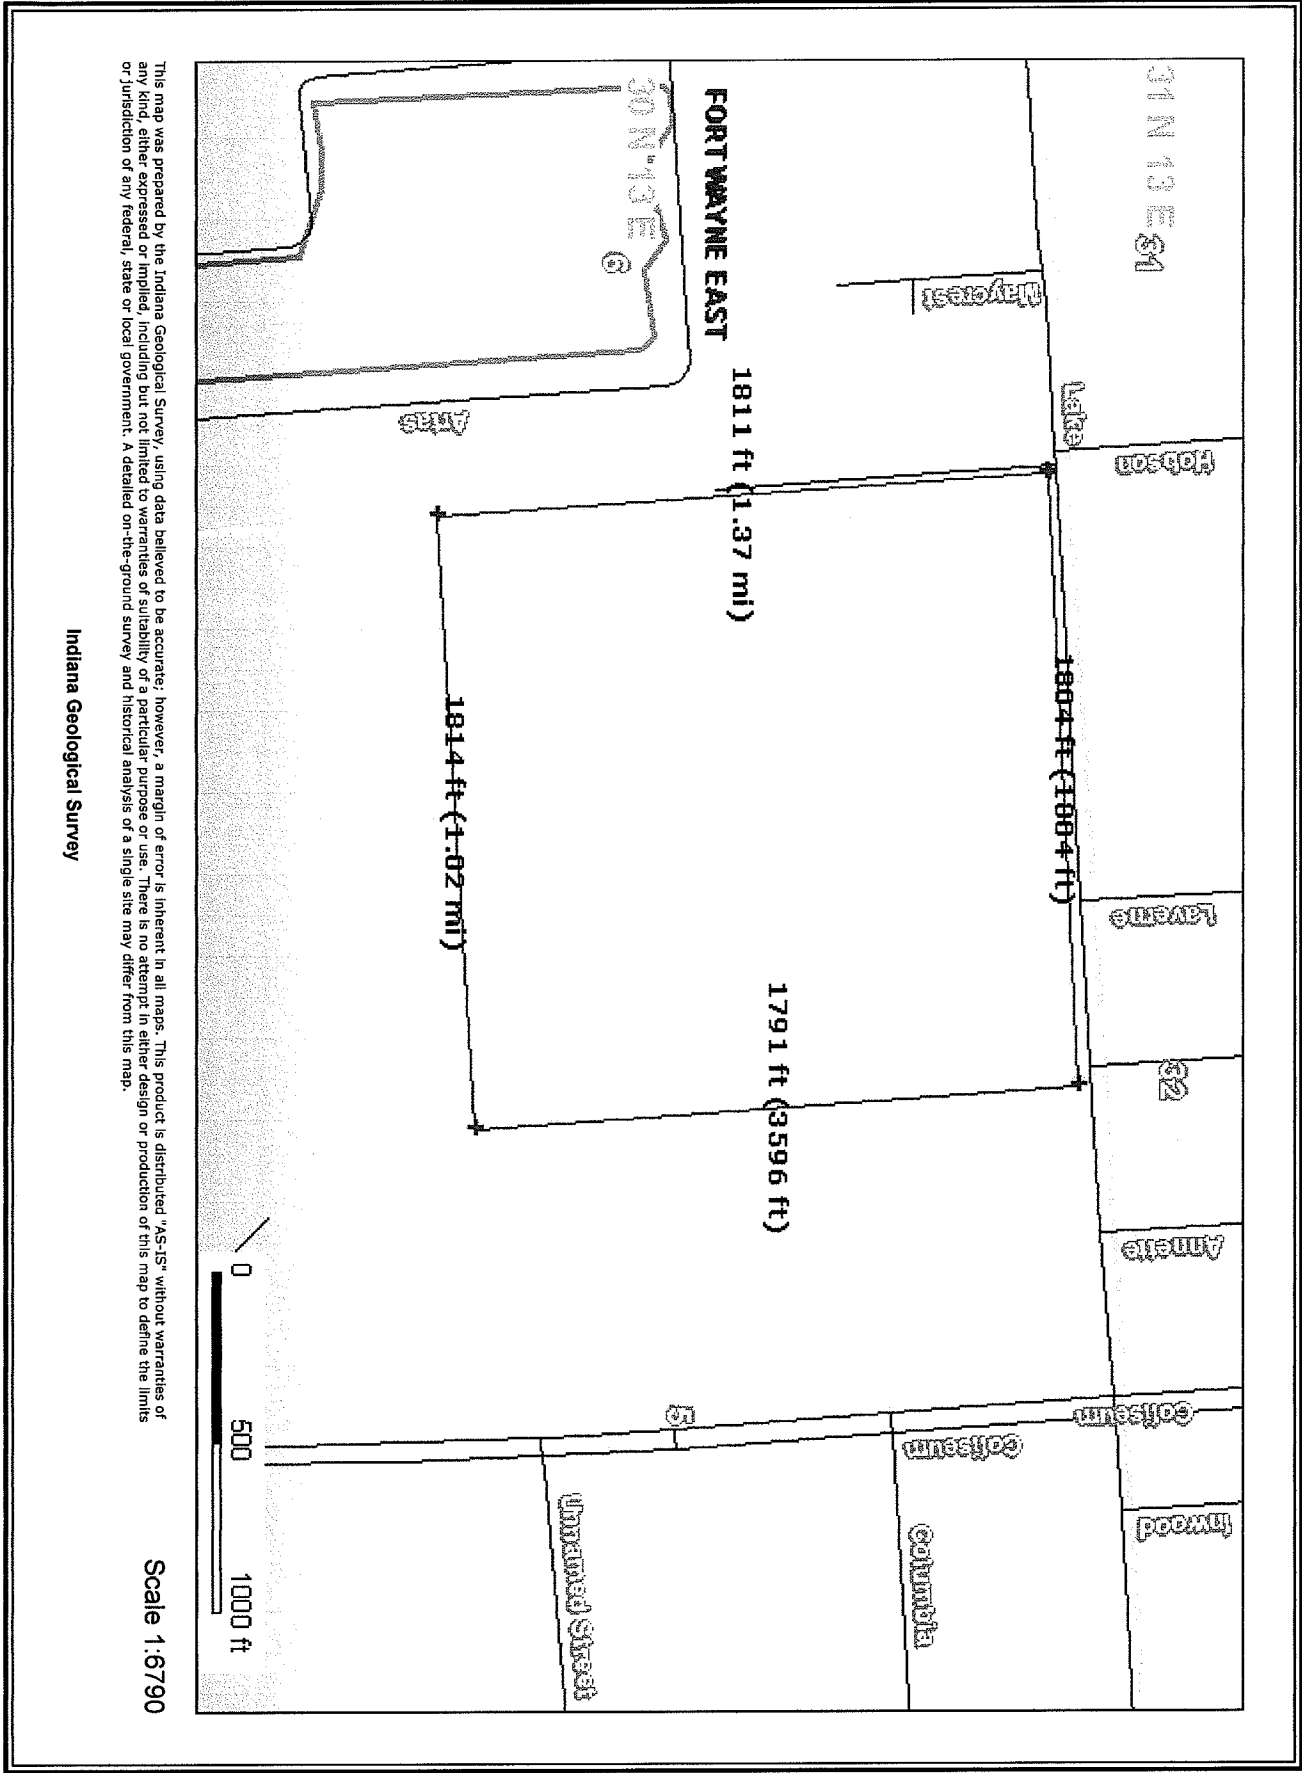 31 N 13 E 31
32
Maycrest
Lake
Hobson
Laverne
Annette
Coliseum
Inwood
FORT WAYNE EAST
30 N 13 E
6
Arias
1804 ft (1804 ft)
1811 ft (1.37 mi)
1791 ft (3596 ft)
1814 ft (1.02 mi)
Coliseum
Columbia
5
Unnamed Street
0 500 1000 ft
Scale 1:6790
This map was prepared by the Indiana Geological Survey, using data believed to be accurate; however, a margin of error is inherent in all maps. This product is distributed "AS-IS" without warranties of
any kind, either expressed or implied, including but not limited to warranties of suitability of a particular purpose or use. There is no attempt in either design or production of this map to define the limits
or jurisdiction of any federal, state or local government. A detailed on-the-ground survey and historical analysis of a single site may differ from this map.
Indiana Geological Survey